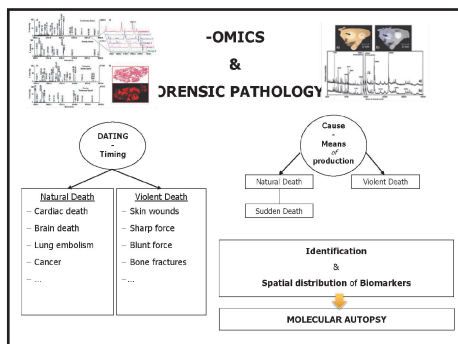 -OMICS
&
ORENSIC PATHOLOGY
DATING
-
Timing
Natural Death
– Cardiac death
– Brain death
– Lung embolism
– Cancer
– ...
Violent Death
– Skin wounds
– Sharp force
– Blunt force
– Bone fractures
– ...
Cause
-
Means
of
production
Natural Death
Violent Death
Sudden Death
Identification
&
Spatial distribution of Biomarkers
MOLECULAR AUTOPSY